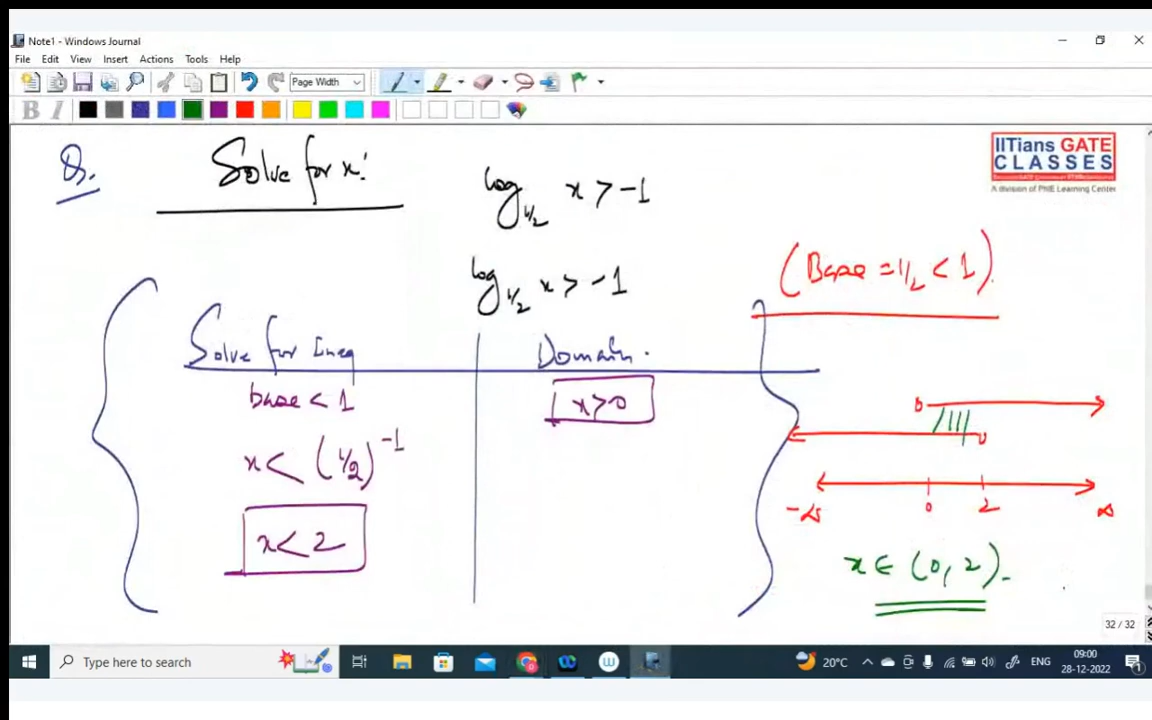 Note1 - Windows Journal
File Edit View Insert Actions Tools Help
Page Width
B I
Q. Solve for x: log1/2 x > -1
IITians GATE
CLASSES
A division of PhIE Learning Center
log1/2 x > -1
(Base = 1/2 < 1).
Solve for Ineq
Domain.
base < 1
x > 0
x < (1/2)^-1
x < 2
-∞ 0 2 ∞
x ∈ (0, 2).
32 / 32
Type here to search
20°C
ENG
09:00
28-12-2022
1